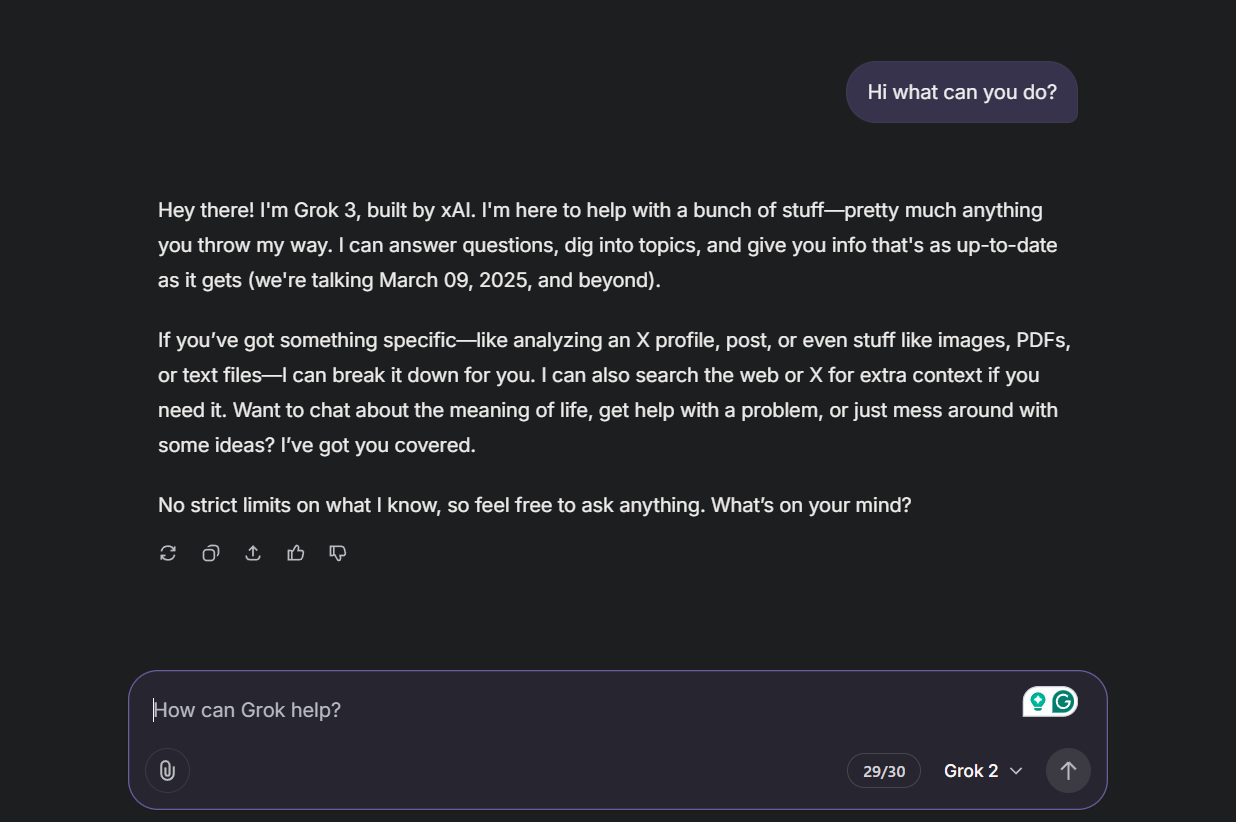 Hi what can you do?
Hey there! I'm Grok 3, built by xAI. I'm here to help with a bunch of stuff—pretty much anything
you throw my way. I can answer questions, dig into topics, and give you info that's as up-to-date
as it gets (we're talking March 09, 2025, and beyond).
If you’ve got something specific—like analyzing an X profile, post, or even stuff like images, PDFs,
or text files—I can break it down for you. I can also search the web or X for extra context if you
need it. Want to chat about the meaning of life, get help with a problem, or just mess around with
some ideas? I’ve got you covered.
No strict limits on what I know, so feel free to ask anything. What’s on your mind?
How can Grok help?
29/30 Grok 2